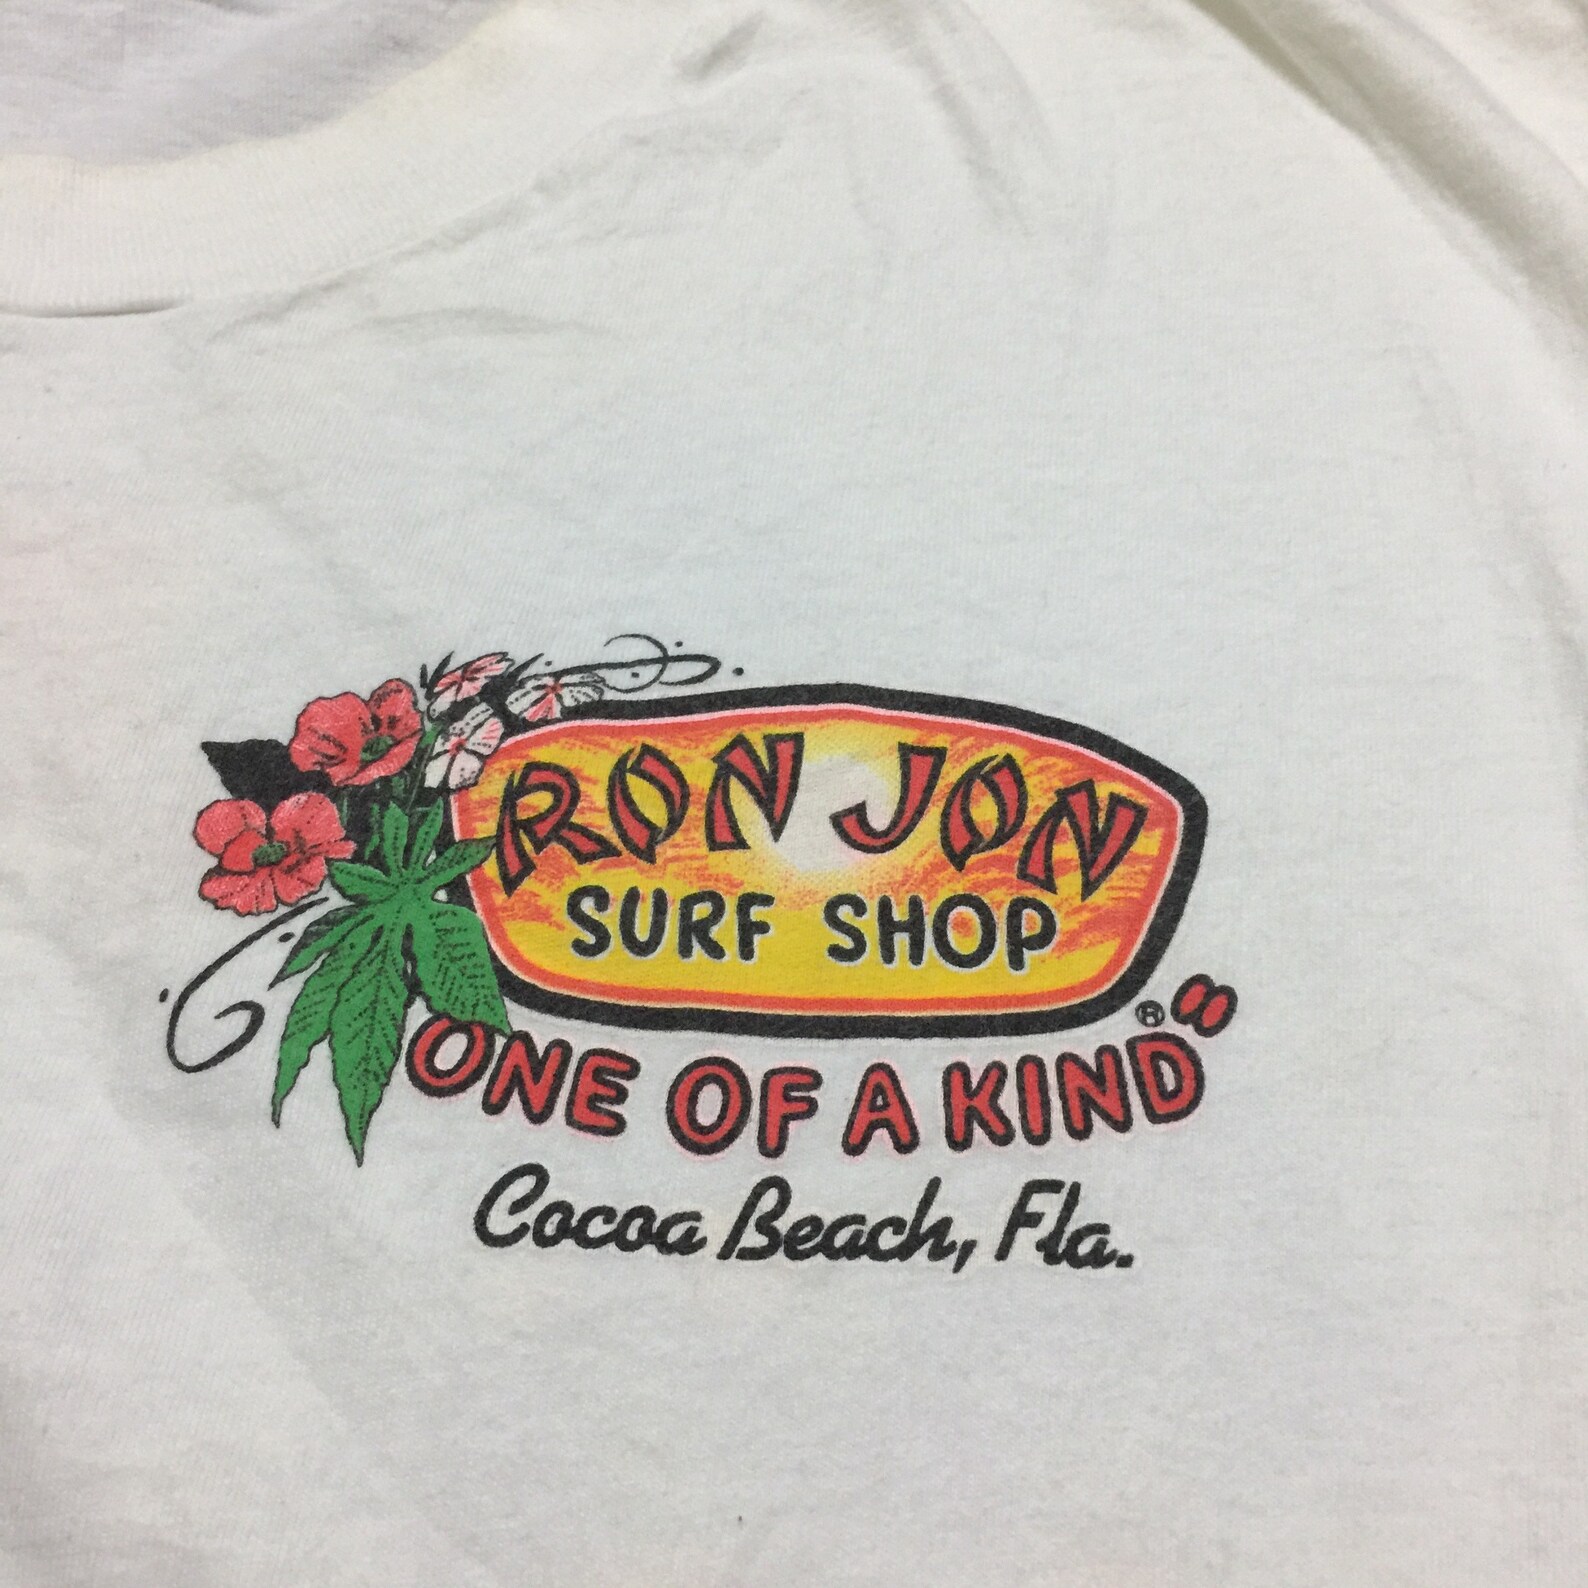 RON JON
SURF SHOP
®
ONE OF A KIND"
Cocoa Beach, Fla.